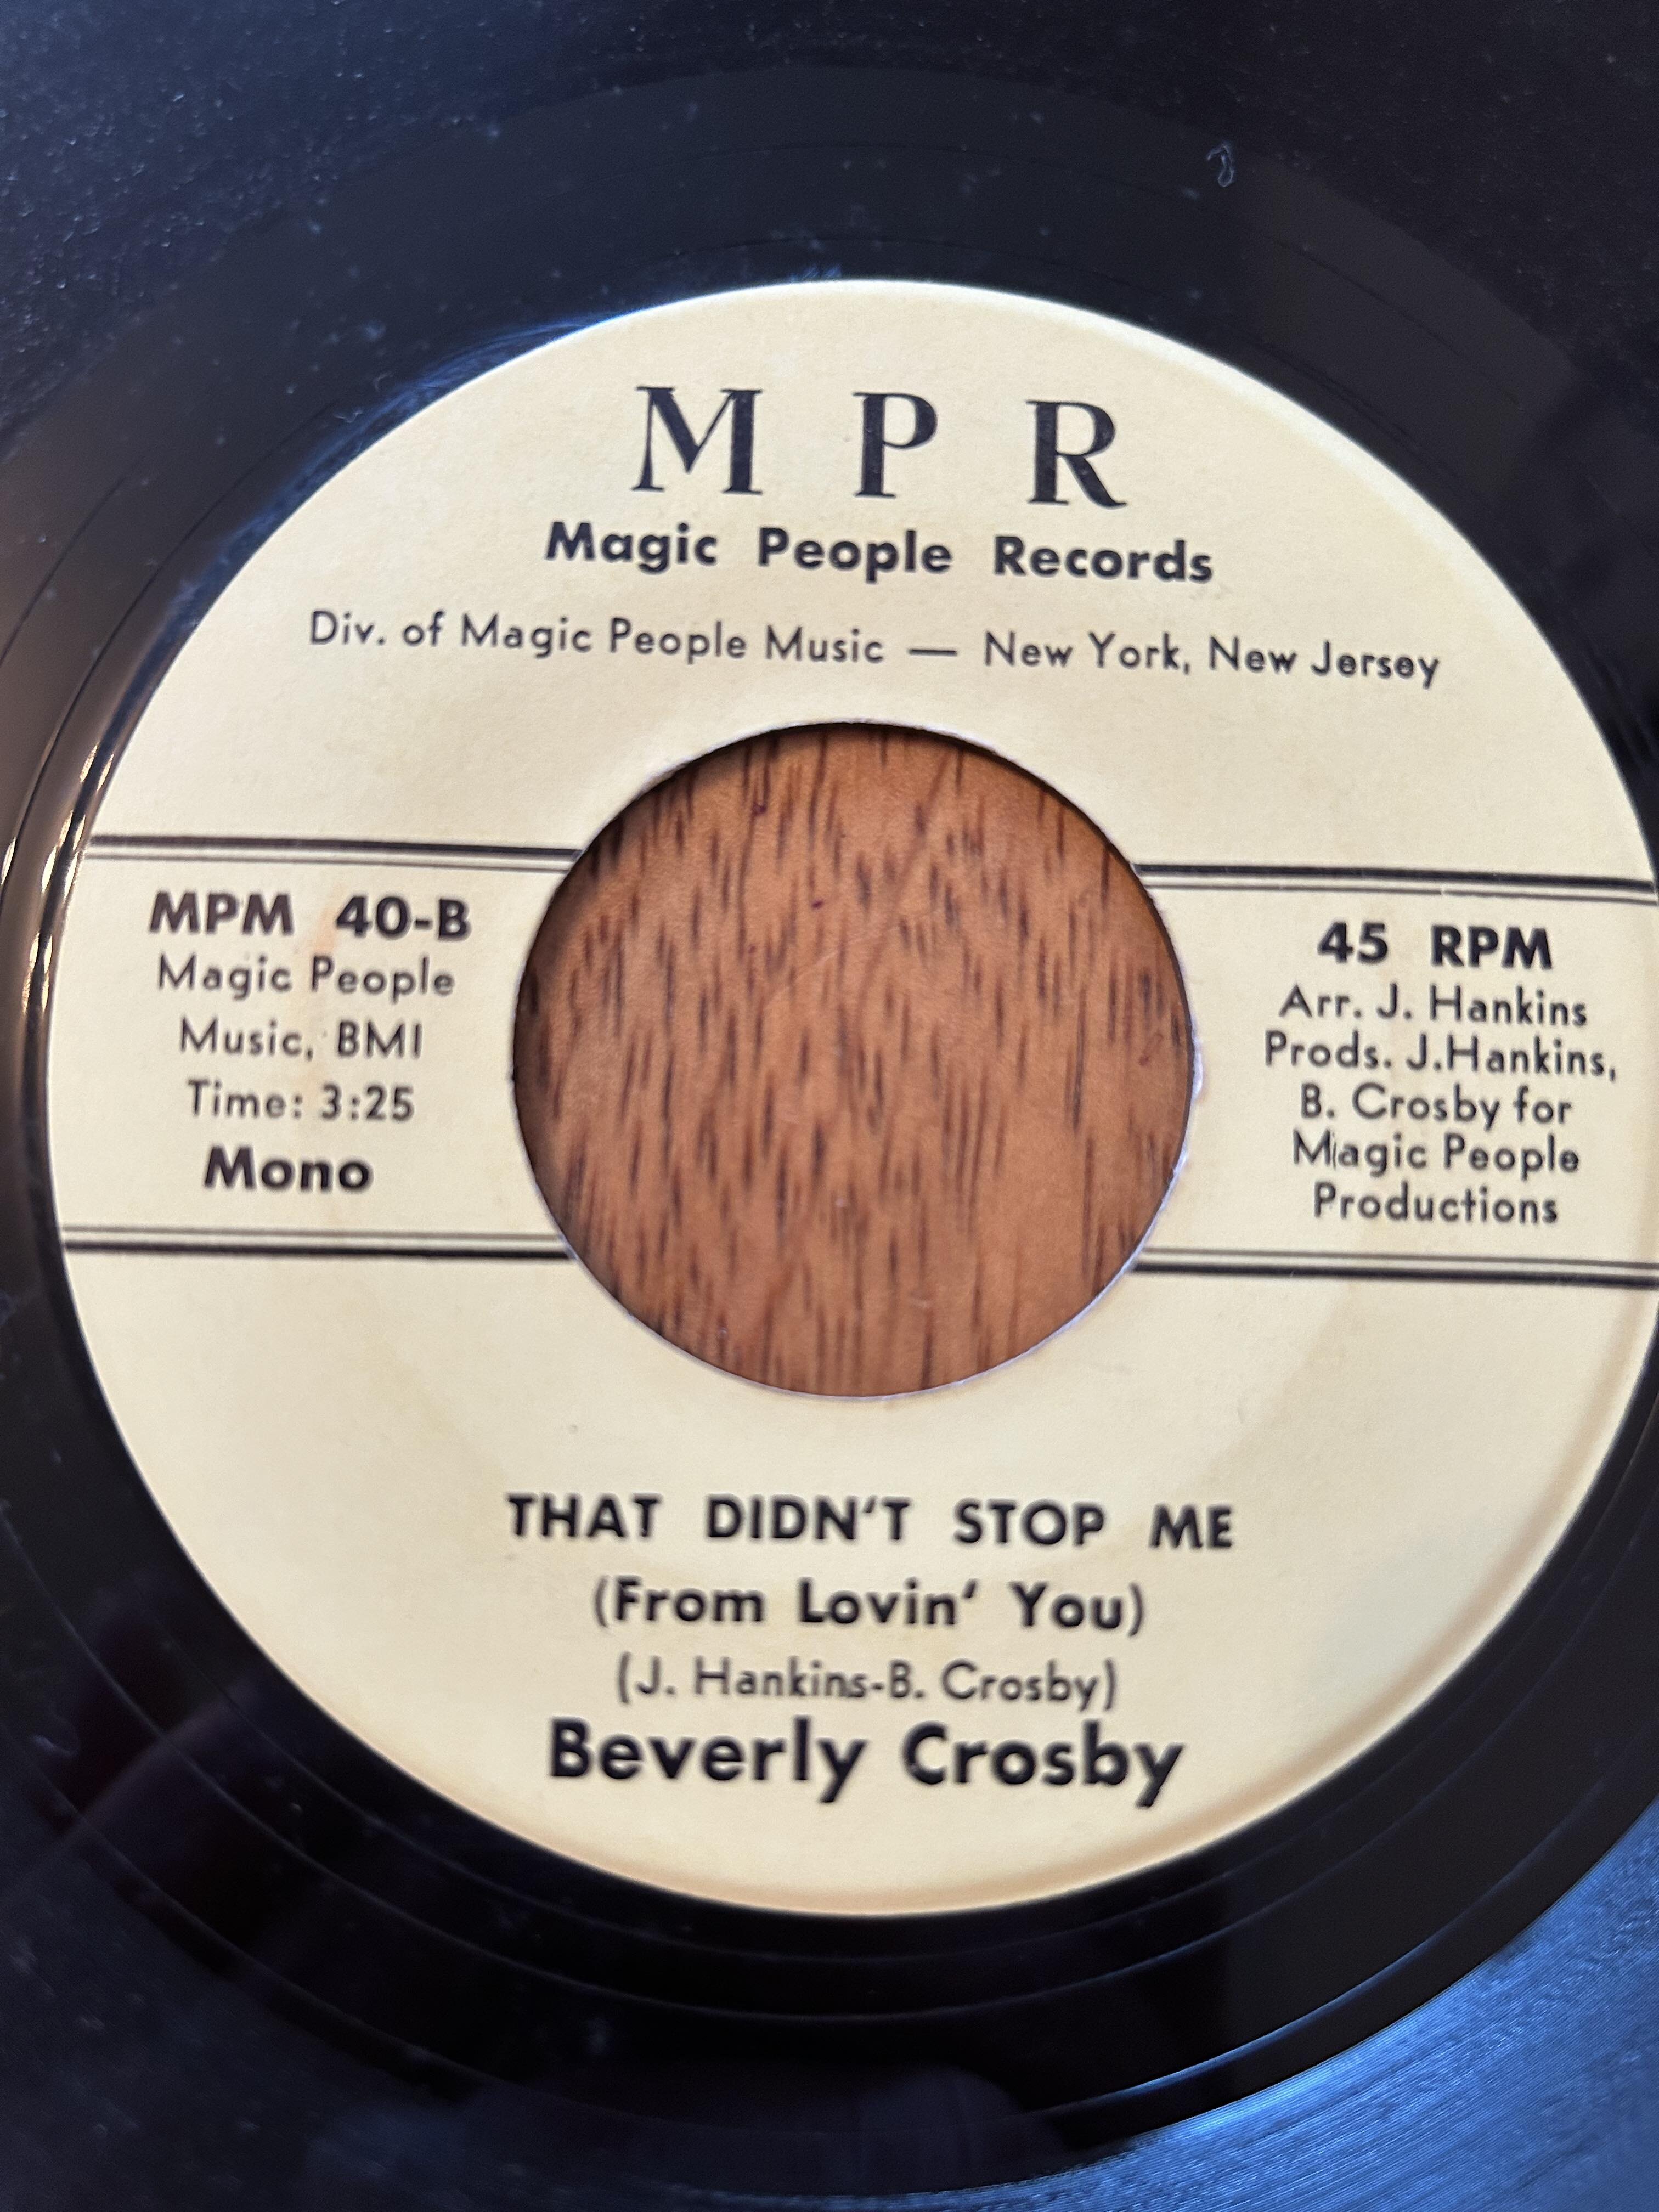 M P R
Magic People Records
Div. of Magic People Music — New York, New Jersey
MPM 40-B
Magic People
Music, BMI
Time: 3:25
Mono
45 RPM
Arr. J. Hankins
Prods. J.Hankins,
B. Crosby for
Magic People
Productions
THAT DIDN'T STOP ME
(From Lovin' You)
(J. Hankins-B. Crosby)
Beverly Crosby